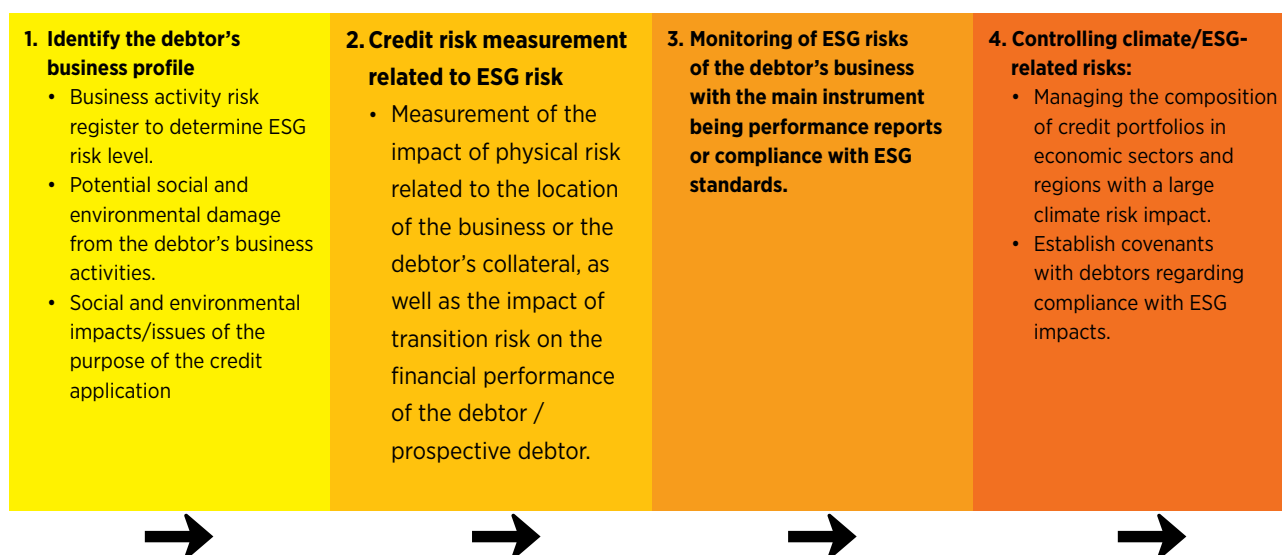 1. Identify the debtor's
business profile
• Business activity risk
register to determine ESG
risk level.
• Potential social and
environmental damage
from the debtor's business
activities.
• Social and environmental
impacts/issues of the
purpose of the credit
application
2. Credit risk measurement
related to ESG risk
• Measurement of the
impact of physical risk
related to the location
of the business or the
debtor's collateral, as
well as the impact of
transition risk on the
financial performance
of the debtor /
prospective debtor.
3. Monitoring of ESG risks
of the debtor's business
with the main instrument
being performance reports
or compliance with ESG
standards.
4. Controlling climate/ESG-
related risks:
• Managing the composition
of credit portfolios in
economic sectors and
regions with a large
climate risk impact.
• Establish covenants
with debtors regarding
compliance with ESG
impacts.